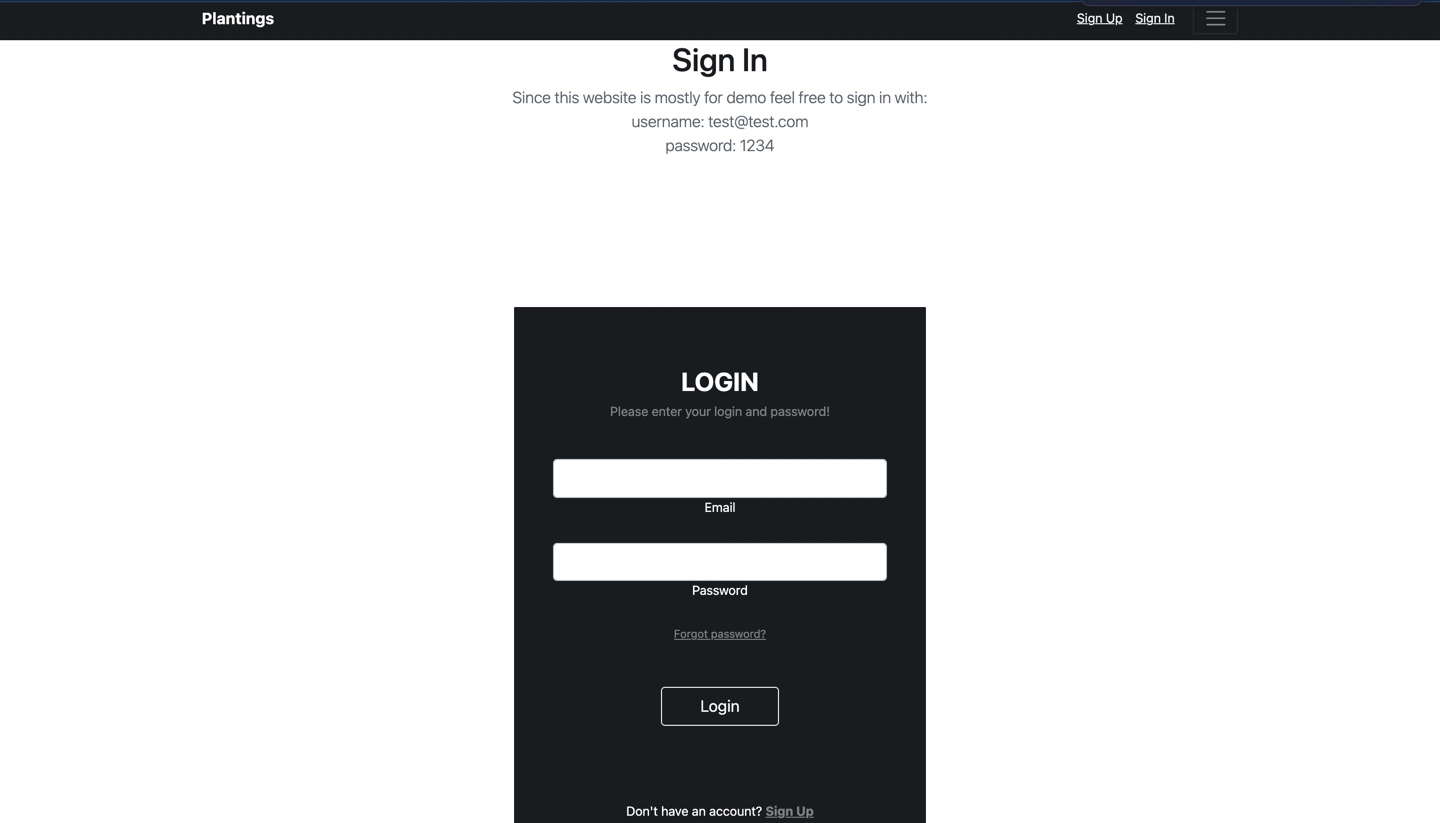 Plantings
Sign Up Sign In
Sign In
Since this website is mostly for demo feel free to sign in with:
username: test@test.com
password: 1234
LOGIN
Please enter your login and password!
Email
Password
Forgot password?
Login
Don't have an account? Sign Up